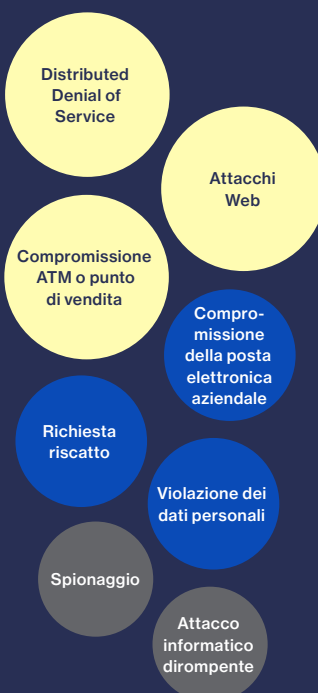 Distributed
Denial of
Service
Attacchi
Web
Compromissione
ATM o punto
di vendita
Compro-
missione
della posta
elettronica
aziendale
Richiesta
riscatto
Violazione dei
dati personali
Spionaggio
Attacco
informatico
dirompente